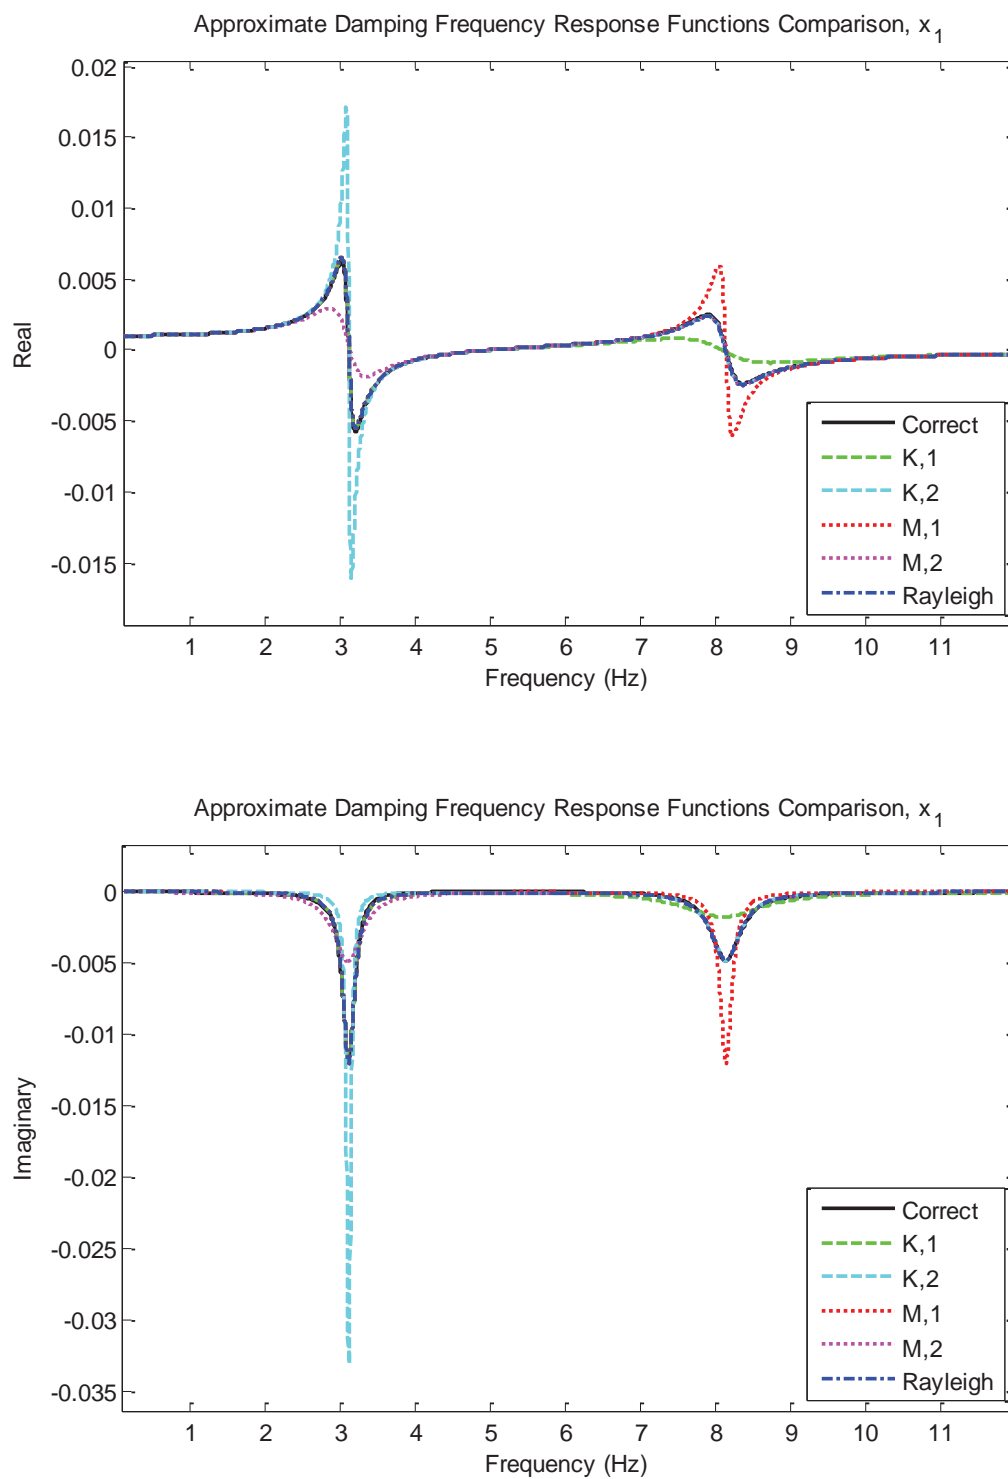 Approximate Damping Frequency Response Functions Comparison, x_1
0.02
0.015
0.01
0.005
0
-0.005
-0.01
-0.015
Real
1 2 3 4 5 6 7 8 9 10 11
Frequency (Hz)
Correct
K,1
K,2
M,1
M,2
Rayleigh
Approximate Damping Frequency Response Functions Comparison, x_1
0
-0.005
-0.01
-0.015
-0.02
-0.025
-0.03
-0.035
Imaginary
1 2 3 4 5 6 7 8 9 10 11
Frequency (Hz)
Correct
K,1
K,2
M,1
M,2
Rayleigh